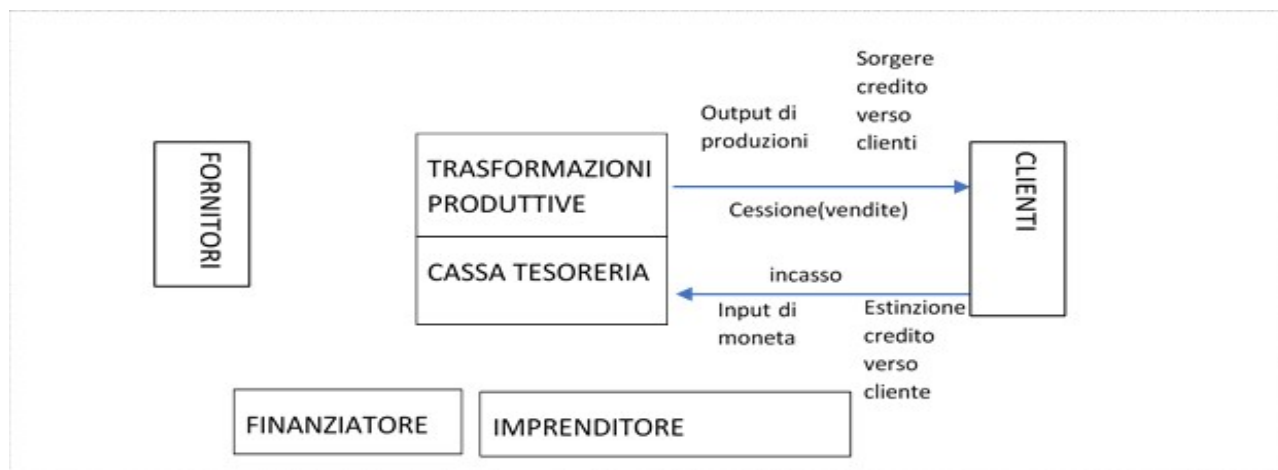 Sorgere
credito
verso
clienti
Output di
produzioni
FORNITORI
TRASFORMAZIONI
PRODUTTIVE
CLIENTI
Cessione(vendite)
CASSA TESORERIA
incasso
Input di
moneta
Estinzione
credito
verso
cliente
FINANZIATORE
IMPRENDITORE